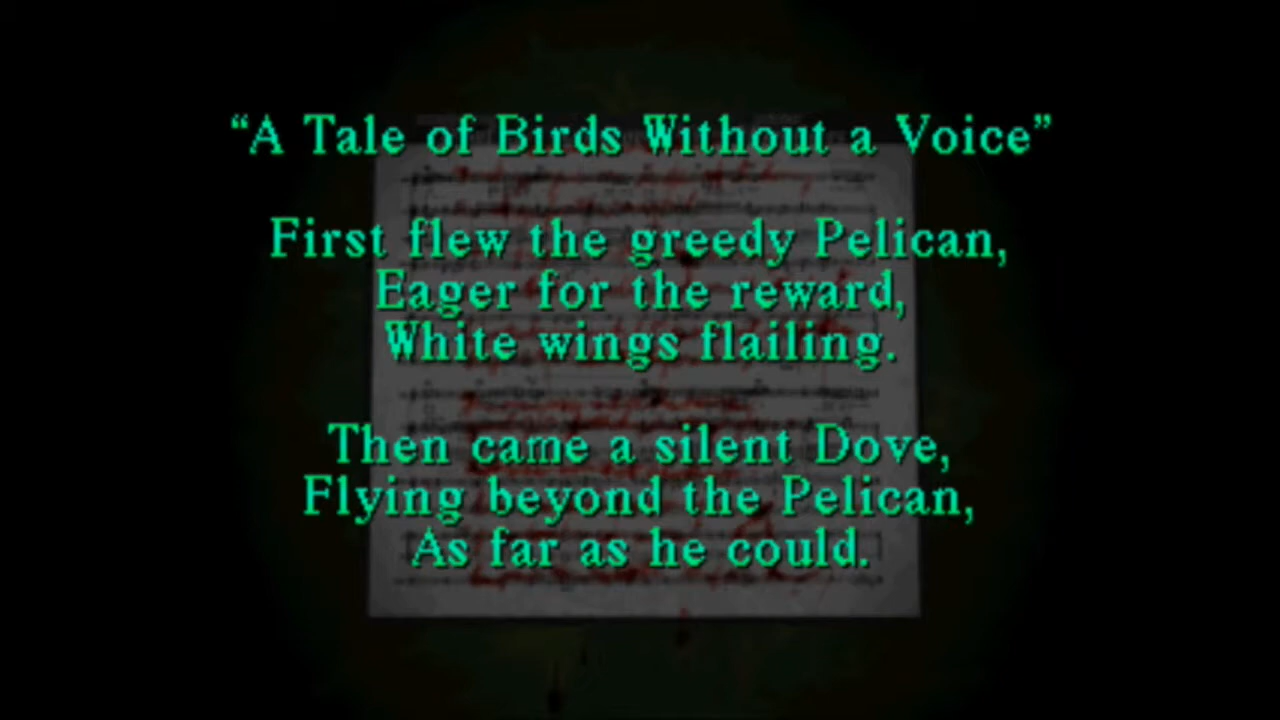 “A Tale of Birds Without a Voice”
First flew the greedy Pelican,
Eager for the reward,
White wings flailing.
Then came a silent Dove,
Flying beyond the Pelican,
As far as he could.